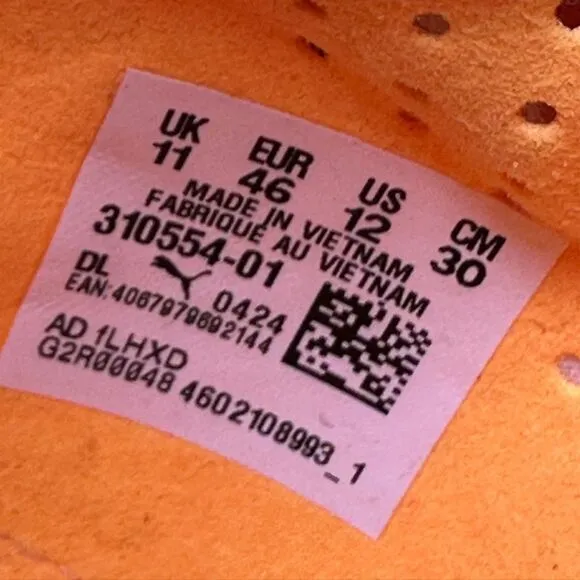 UK EUR US CM
11 46 12 30
MADE IN VIETNAM
FABRIQUE AU VIETNAM
310554-01
DL 0424
EAN:4067979692144
AD 1LHXD
G2R00048 4602108993_1